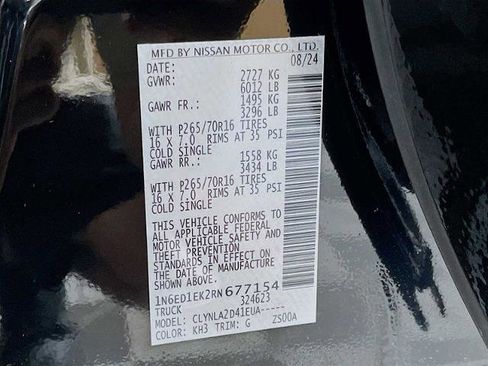 MFD BY NISSAN MOTOR CO., LTD.
DATE: 08/24
GVWR: 2727 KG
6012 LB
GAWR FR.: 1495 KG
3296 LB
WITH P265/70R16 TIRES
16 X 7.0 RIMS AT 35 PSI
COLD SINGLE
GAWR RR.: 1558 KG
3434 LB
WITH P265/70R16 TIRES
16 X 7.0 RIMS AT 35 PSI
COLD SINGLE
THIS VEHICLE CONFORMS TO
ALL APPLICABLE FEDERAL
MOTOR VEHICLE SAFETY AND
THEFT PREVENTION
STANDARDS IN EFFECT ON
THE DATE OF MANUFACTURE
SHOWN ABOVE.
1N6ED1EK2RN677154
TRUCK 324623
MODEL: CLYNLA2D41EUA-----
COLOR: KH3 TRIM: G ZS00A